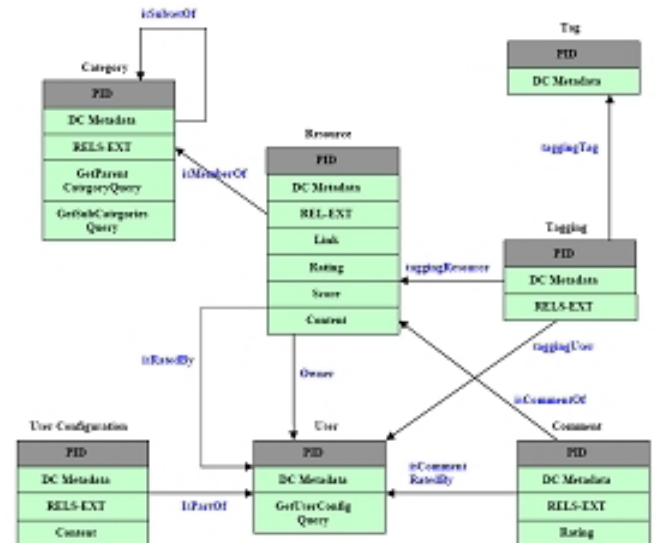 isSubsetOf
Category
PID
DC Metadata
RELS-EXT
GetParent
CategoryQuery
GetSubCategories
Query
isMemberOf
Resource
PID
DC Metadata
REL-EXT
Link
Rating
Score
Content
Tag
PID
DC Metadata
taggingTag
Tagging
PID
DC Metadata
RELS-EXT
taggingResource
taggingUser
isRatedBy
Owner
isCommentOf
User Configuration
PID
DC Metadata
RELS-EXT
Content
IsPartOf
User
PID
DC Metadata
GetUserConfig
Query
isComment
RatedBy
Comment
PID
DC Metadata
RELS-EXT
Rating